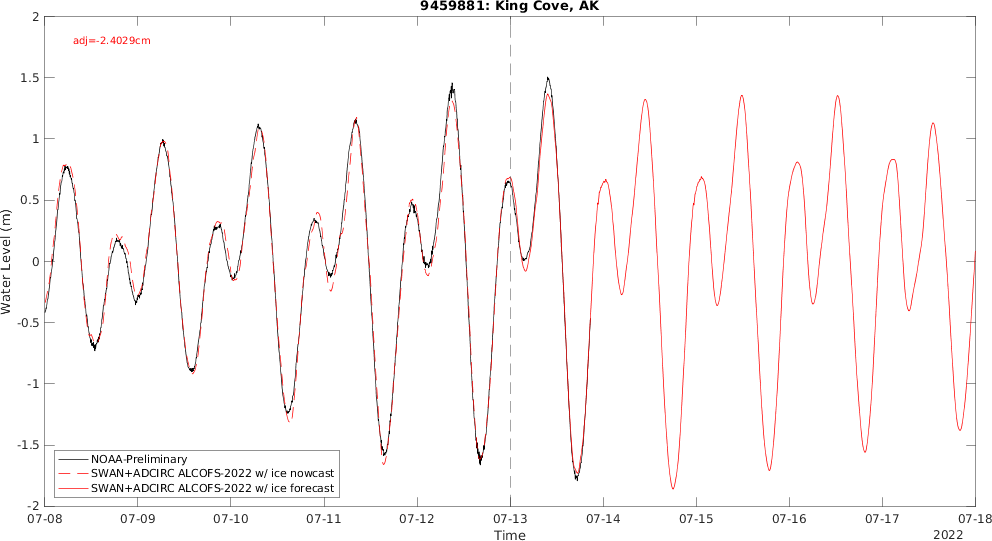 9459881: King Cove, AK
adj=-2.4029cm
2
1.5
1
0.5
0
-0.5
-1
-1.5
-2
Water Level (m)
NOAA-Preliminary
SWAN+ADCIRC ALCOFS-2022 w/ ice nowcast
SWAN+ADCIRC ALCOFS-2022 w/ ice forecast
07-08 07-09 07-10 07-11 07-12 07-13 07-14 07-15 07-16 07-17 07-18
Time
2022